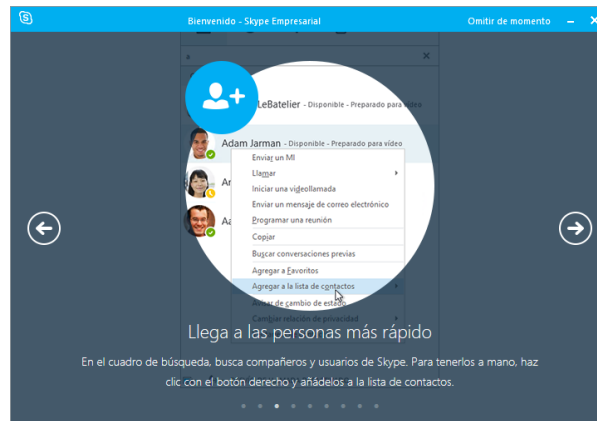 Bienvenido - Skype Empresarial
Omitir de momento
LeBatelier - Disponible - Preparado para vídeo
Adam Jarman - Disponible - Preparado para vídeo
Enviar un MI
Llamar
Iniciar una videollamada
Enviar un mensaje de correo electrónico
Programar una reunión
Copiar
Buscar conversaciones previas
Agregar a Favoritos
Agregar a la lista de contactos
Avisar de cambio de estado
Cambiar relación de privacidad
Llega a las personas más rápido
En el cuadro de búsqueda, busca compañeros y usuarios de Skype. Para tenerlos a mano, haz
clic con el botón derecho y añádelos a la lista de contactos.